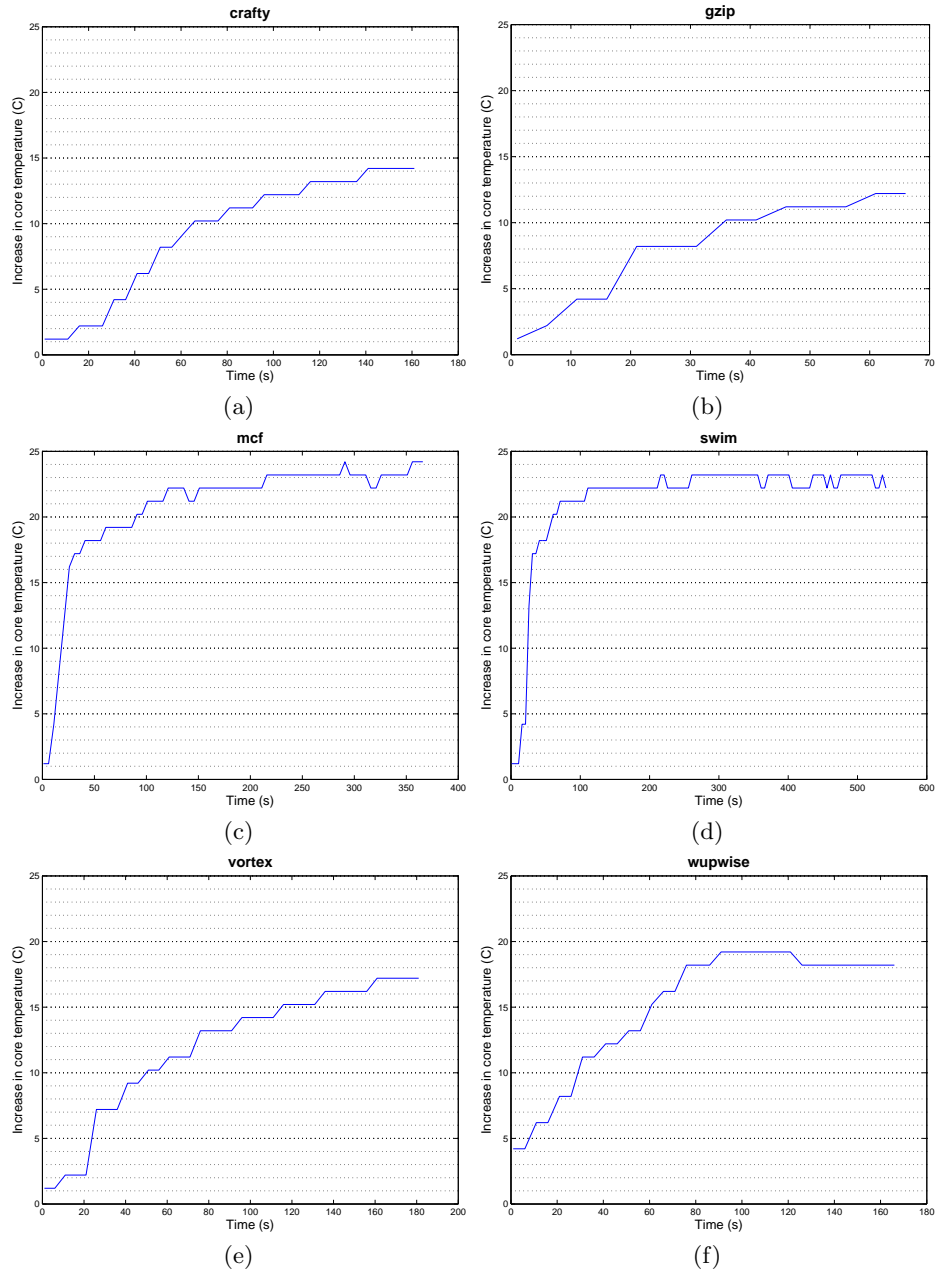 crafty
gzip
Increase in core temperature (C)
25
20
15
10
5
0
0 20 40 60 80 100 120 140 160 180
Time (s)
(a)
Increase in core temperature (C)
25
20
15
10
5
0
0 10 20 30 40 50 60 70
Time (s)
(b)
mcf
swim
Increase in core temperature (C)
25
20
15
10
5
0
0 50 100 150 200 250 300 350 400
Time (s)
(c)
Increase in core temperature (C)
25
20
15
10
5
0
0 100 200 300 400 500 600
Time (s)
(d)
vortex
wupwise
Increase in core temperature (C)
25
20
15
10
5
0
0 20 40 60 80 100 120 140 160 180 200
Time (s)
(e)
Increase in core temperature (C)
25
20
15
10
5
0
0 20 40 60 80 100 120 140 160 180
Time (s)
(f)